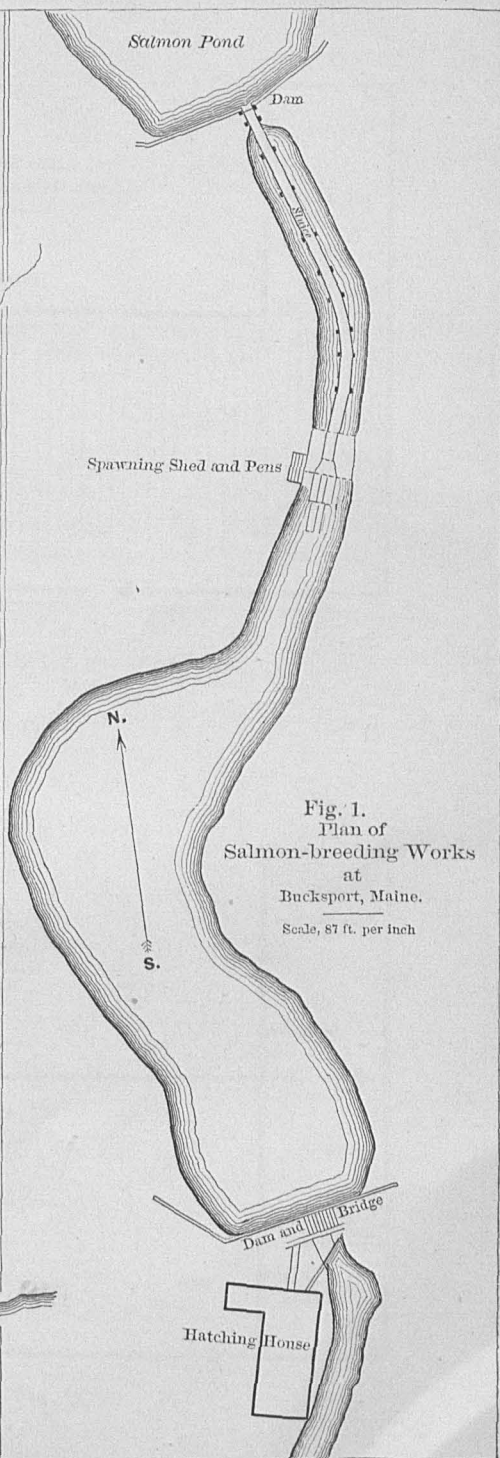 Salmon Pond
Dam
Sluice
Spawning Shed and Pens
N.
Fig. 1.
Plan of
Salmon-breeding Works
at
Bucksport, Maine.
Scale, 87 ft. per inch
S.
Dam and Bridge
Hatching House